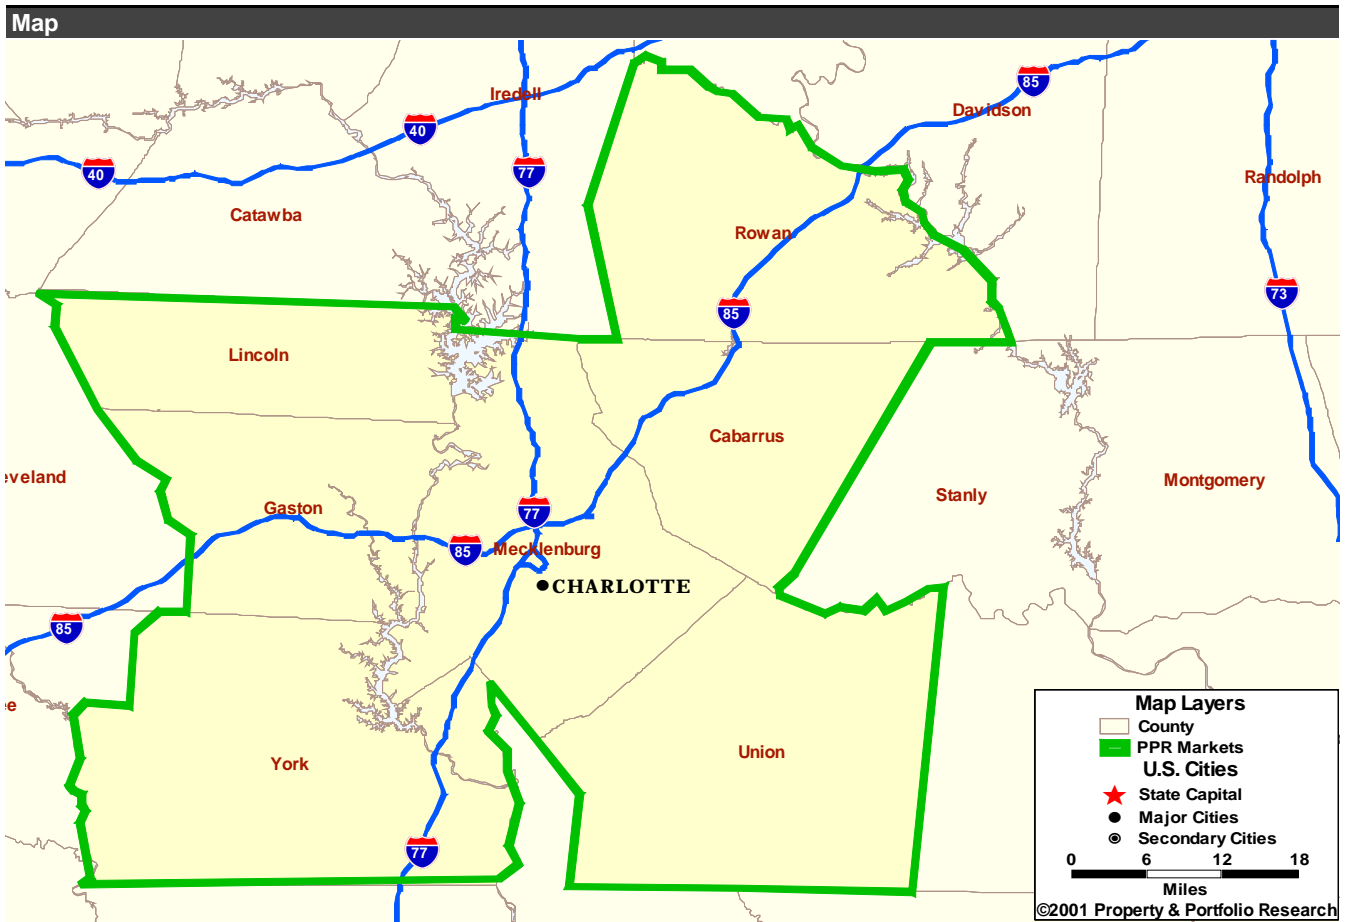 Map
Iredell
85
Davidson
40
77
40
Randolph
Catawba
Rowan
73
85
Lincoln
Cabarrus
eveland
Stanly
Montgomery
Gaston
77
85
Mecklenburg
CHARLOTTE
85
ee
Union
York
77
Map Layers
County
PPR Markets
U.S. Cities
State Capital
Major Cities
Secondary Cities
0 6 12 18
Miles
©2001 Property & Portfolio Research